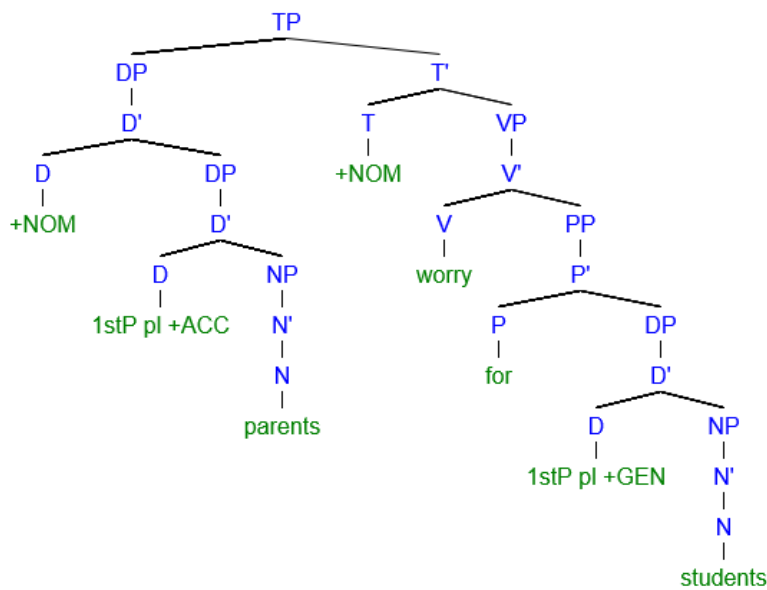 TP
DP T'
D' T VP
D DP +NOM V'
+NOM D' V PP
D NP worry P'
1stP pl +ACC N' P DP
N for D'
parents D NP
1stP pl +GEN N'
N
students